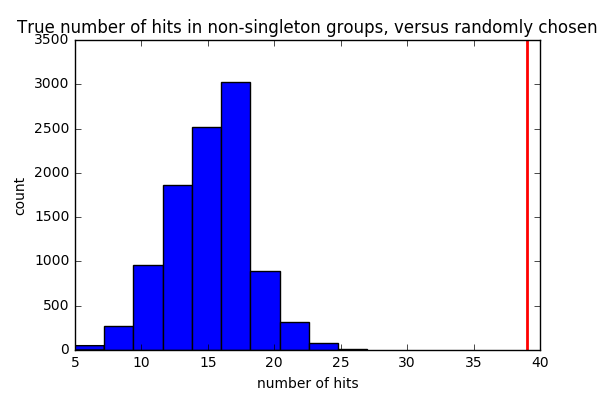 True number of hits in non-singleton groups, versus randomly chosen
3500
3000
2500
2000
1500
1000
500
0
count
5 10 15 20 25 30 35 40
number of hits